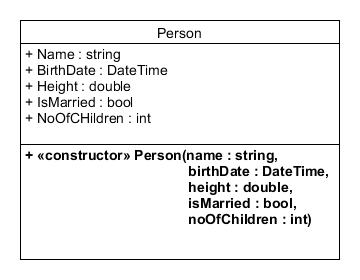 Person
+ Name : string
+ BirthDate : DateTime
+ Height : double
+ IsMarried : bool
+ NoOfCHildren : int
+ «constructor» Person(name : string,
birthDate : DateTime,
height : double,
isMarried : bool,
noOfChildren : int)